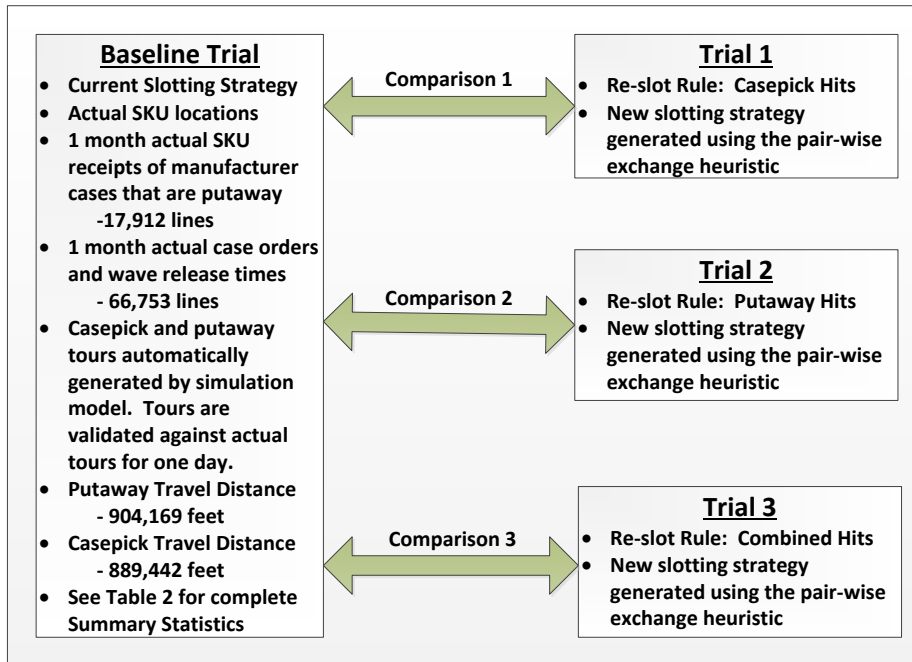 Baseline Trial
• Current Slotting Strategy
• Actual SKU locations
• 1 month actual SKU
receipts of manufacturer
cases that are putaway
-17,912 lines
• 1 month actual case orders
and wave release times
- 66,753 lines
• Casepick and putaway
tours automatically
generated by simulation
model. Tours are
validated against actual
tours for one day.
• Putaway Travel Distance
- 904,169 feet
• Casepick Travel Distance
- 889,442 feet
• See Table 2 for complete
Summary Statistics
Comparison 1
Trial 1
• Re-slot Rule: Casepick Hits
• New slotting strategy
generated using the pair-wise
exchange heuristic
Comparison 2
Trial 2
• Re-slot Rule: Putaway Hits
• New slotting strategy
generated using the pair-wise
exchange heuristic
Comparison 3
Trial 3
• Re-slot Rule: Combined Hits
• New slotting strategy
generated using the pair-wise
exchange heuristic